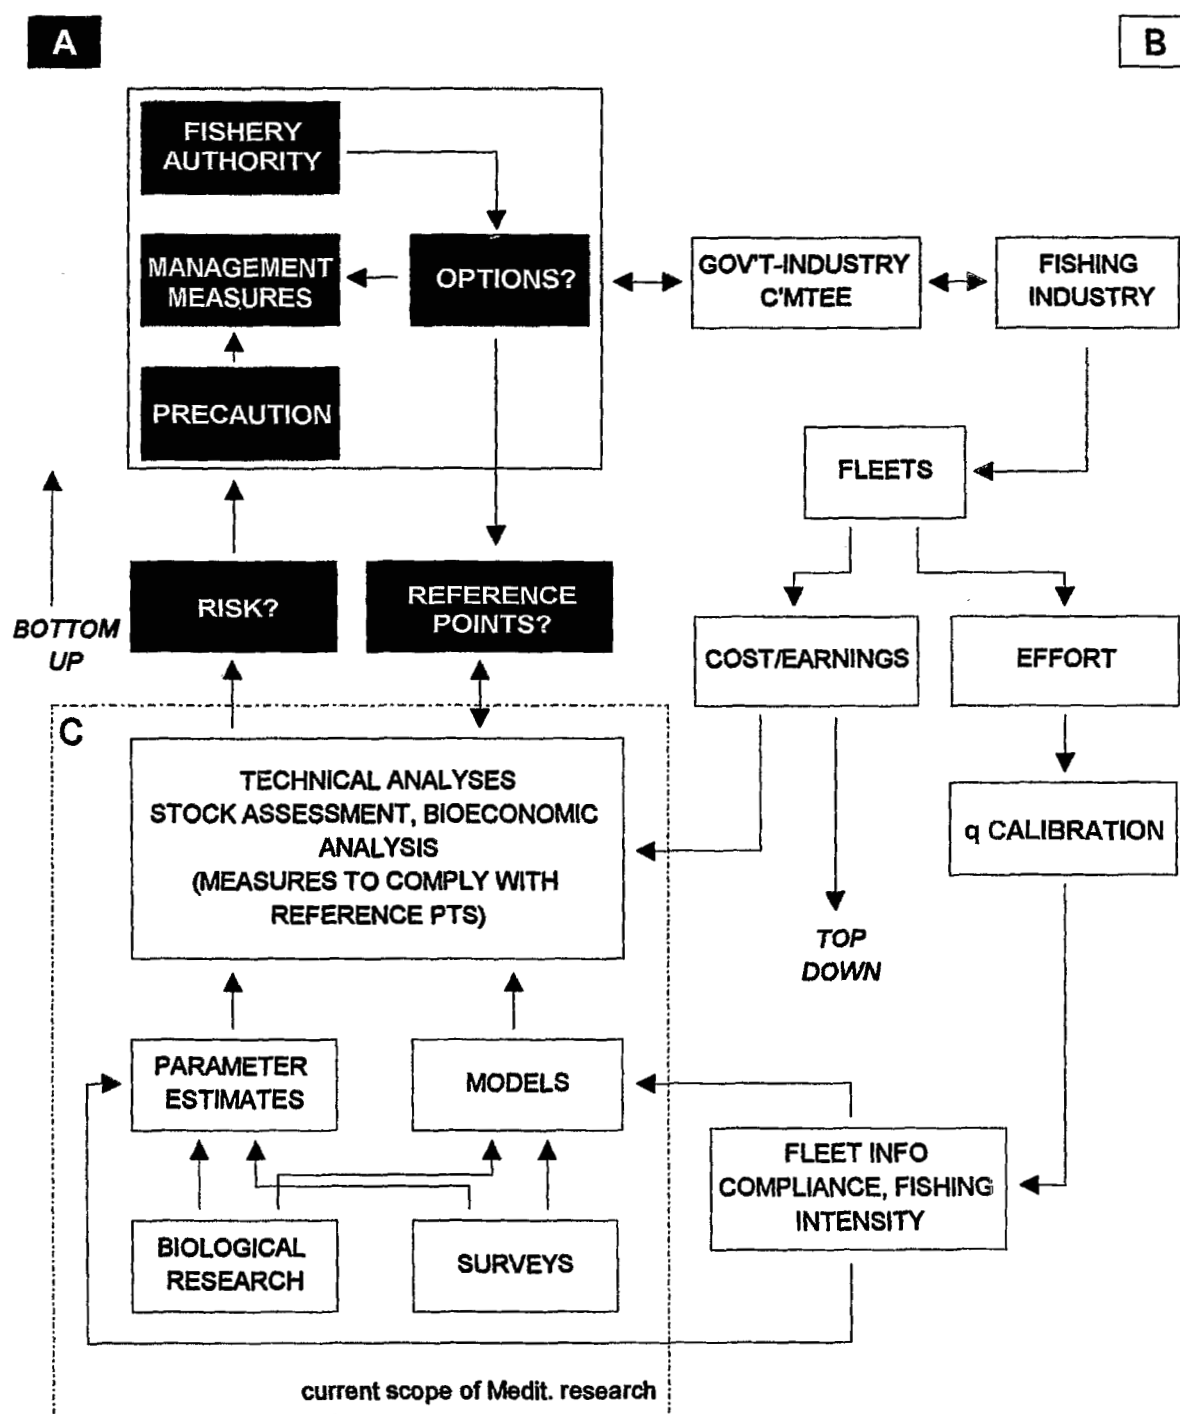 A
B
FISHERY
AUTHORITY
MANAGEMENT
MEASURES
OPTIONS?
GOV'T-INDUSTRY
C'MTEE
FISHING
INDUSTRY
PRECAUTION
FLEETS
BOTTOM
UP
RISK?
REFERENCE
POINTS?
COST/EARNINGS
EFFORT
C
TECHNICAL ANALYSES
STOCK ASSESSMENT, BIOECONOMIC
ANALYSIS
(MEASURES TO COMPLY WITH
REFERENCE PTS)
q CALIBRATION
TOP
DOWN
PARAMETER
ESTIMATES
MODELS
FLEET INFO
COMPLIANCE, FISHING
INTENSITY
BIOLOGICAL
RESEARCH
SURVEYS
current scope of Medit. research